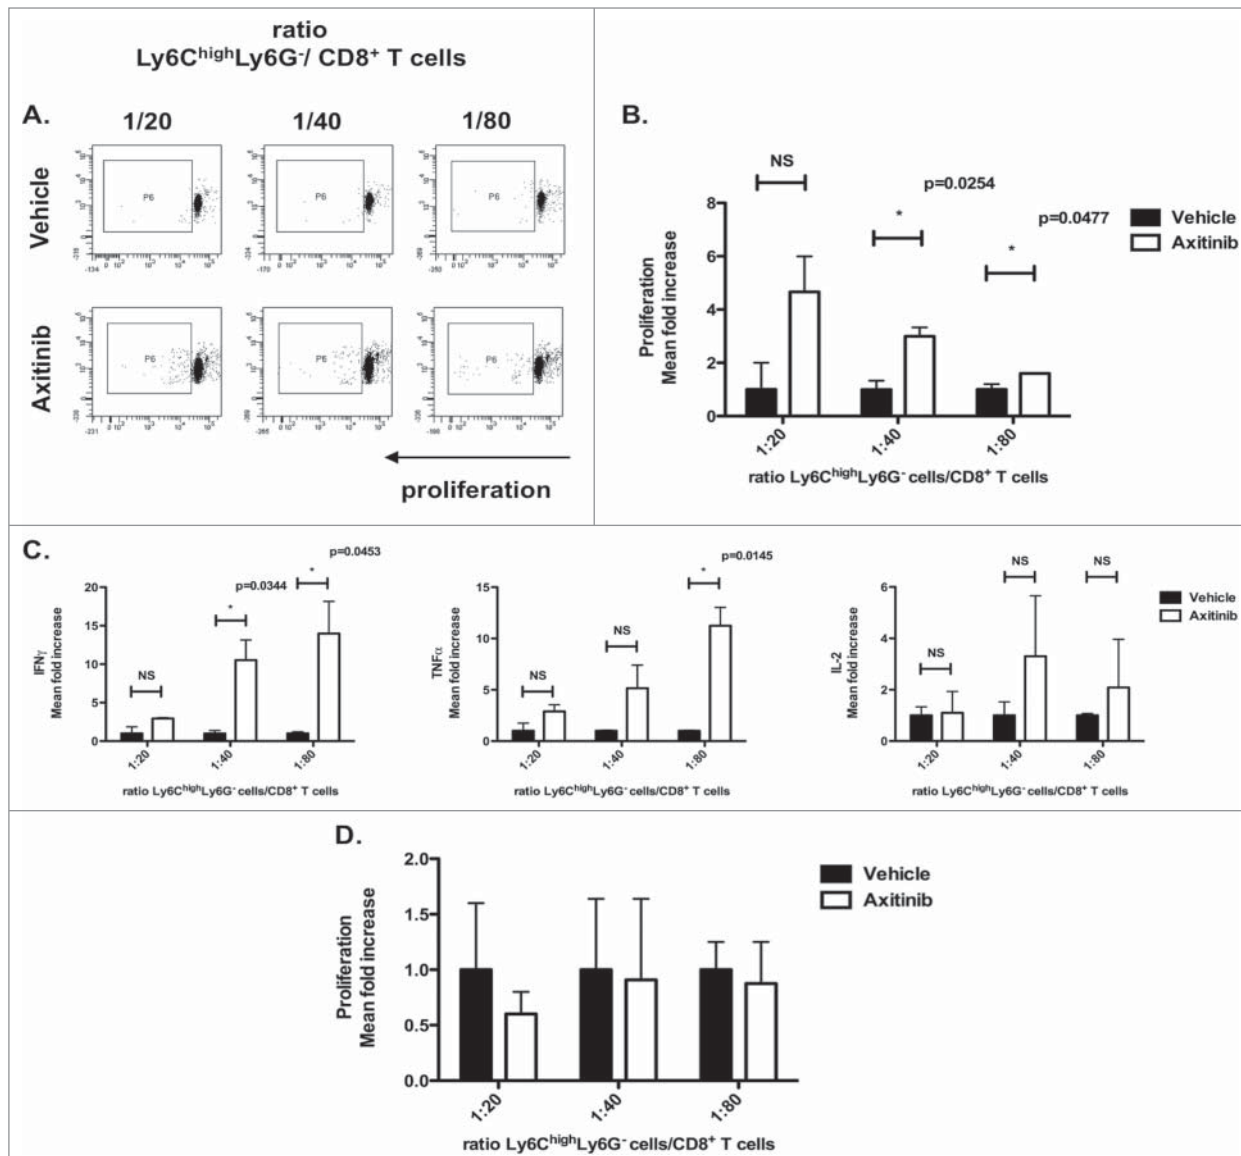 ratio
Ly6C^high Ly6G^-/ CD8^+ T cells
A.
1/20 1/40 1/80
Vehicle
P6 P6 P6
Axitinib
P6 P6 P6
proliferation
B.
NS
p=0.0254
*
p=0.0477
*
Vehicle
Axitinib
Proliferation
Mean fold increase
8
6
4
2
0
1:20 1:40 1:80
ratio Ly6C^high Ly6G^- cells/CD8^+ T cells
C.
IFNγ
Mean fold increase
20
15
10
5
0
NS
p=0.0344
*
p=0.0453
*
1:20 1:40 1:80
ratio Ly6C^high Ly6G^- cells/CD8^+ T cells
TNFα
Mean fold increase
15
10
5
0
NS
NS
p=0.0145
*
1:20 1:40 1:80
ratio Ly6C^high Ly6G^- cells/CD8^+ T cells
IL-2
Mean fold increase
6
4
2
0
NS
NS
NS
1:20 1:40 1:80
ratio Ly6C^high Ly6G^- cells/CD8^+ T cells
Vehicle
Axitinib
D.
Proliferation
Mean fold increase
2.0
1.5
1.0
0.5
0.0
1:20 1:40 1:80
ratio Ly6C^high Ly6G^- cells/CD8^+ T cells
Vehicle
Axitinib